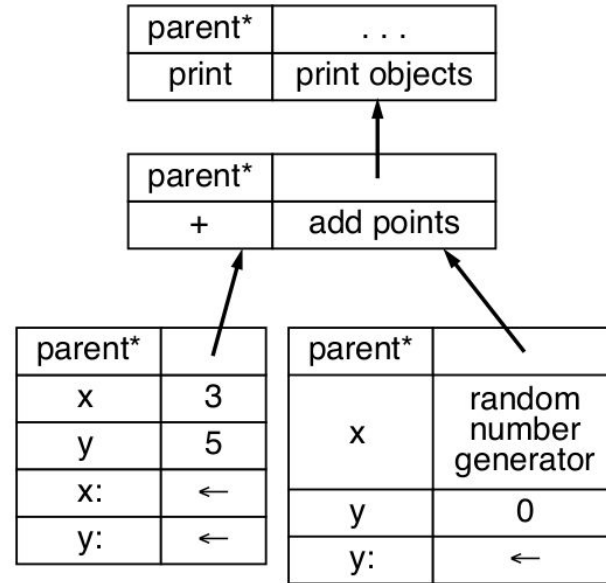 parent* . . .
print print objects
parent*
+ add points
parent*
x 3
y 5
x: ←
y: ←
parent*
x random
number
generator
y 0
y: ←